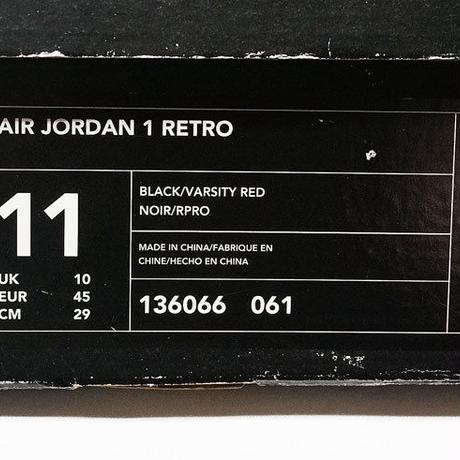 AIR JORDAN 1 RETRO
11
UK 10
EUR 45
CM 29
BLACK/VARSITY RED
NOIR/RPRO
MADE IN CHINA/FABRIQUE EN
CHINE/HECHO EN CHINA
136066 061